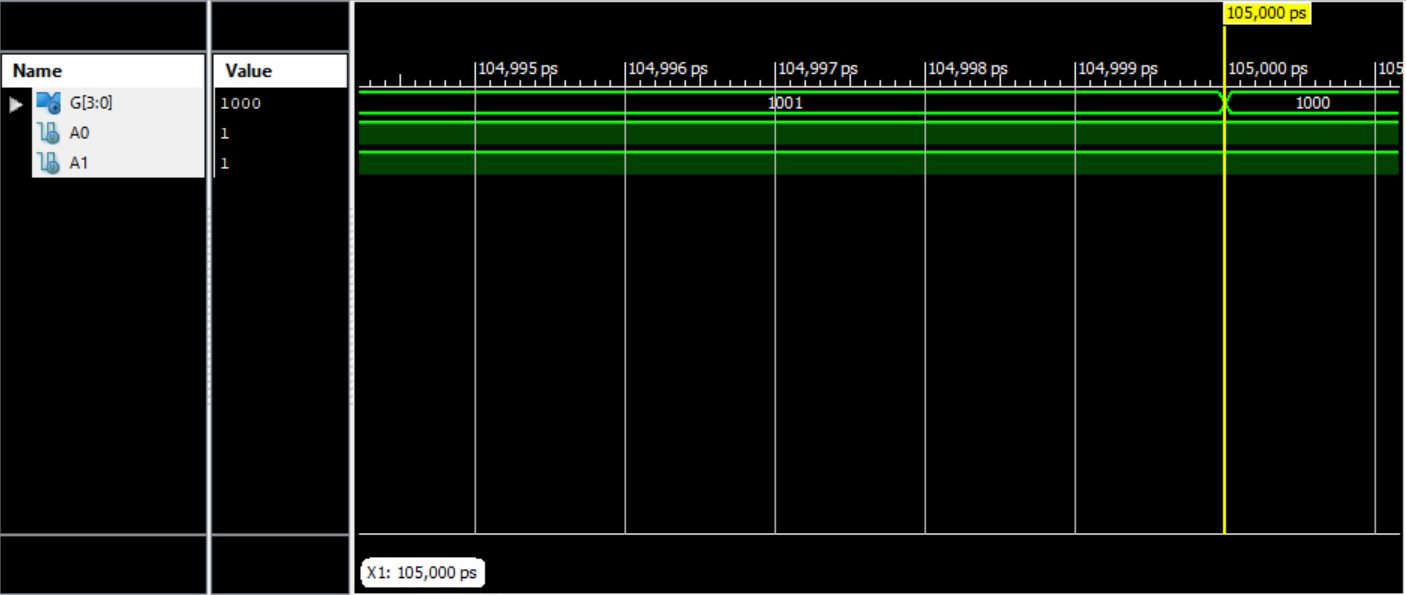 105,000 ps
Name Value
104,995 ps 104,996 ps 104,997 ps 104,998 ps 104,999 ps 105,000 ps 105
G[3:0] 1000 1001 1000
A0 1
A1 1
X1: 105,000 ps